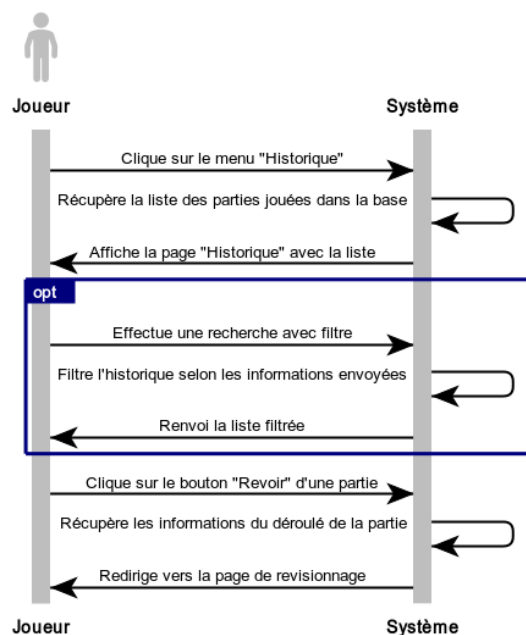 Joueur
Système
Clique sur le menu "Historique"
Récupère la liste des parties jouées dans la base
Affiche la page "Historique" avec la liste
opt
Effectue une recherche avec filtre
Filtre l'historique selon les informations envoyées
Renvoi la liste filtrée
Clique sur le bouton "Revoir" d'une partie
Récupère les informations du déroulé de la partie
Redirige vers la page de revisionnage
Joueur
Système